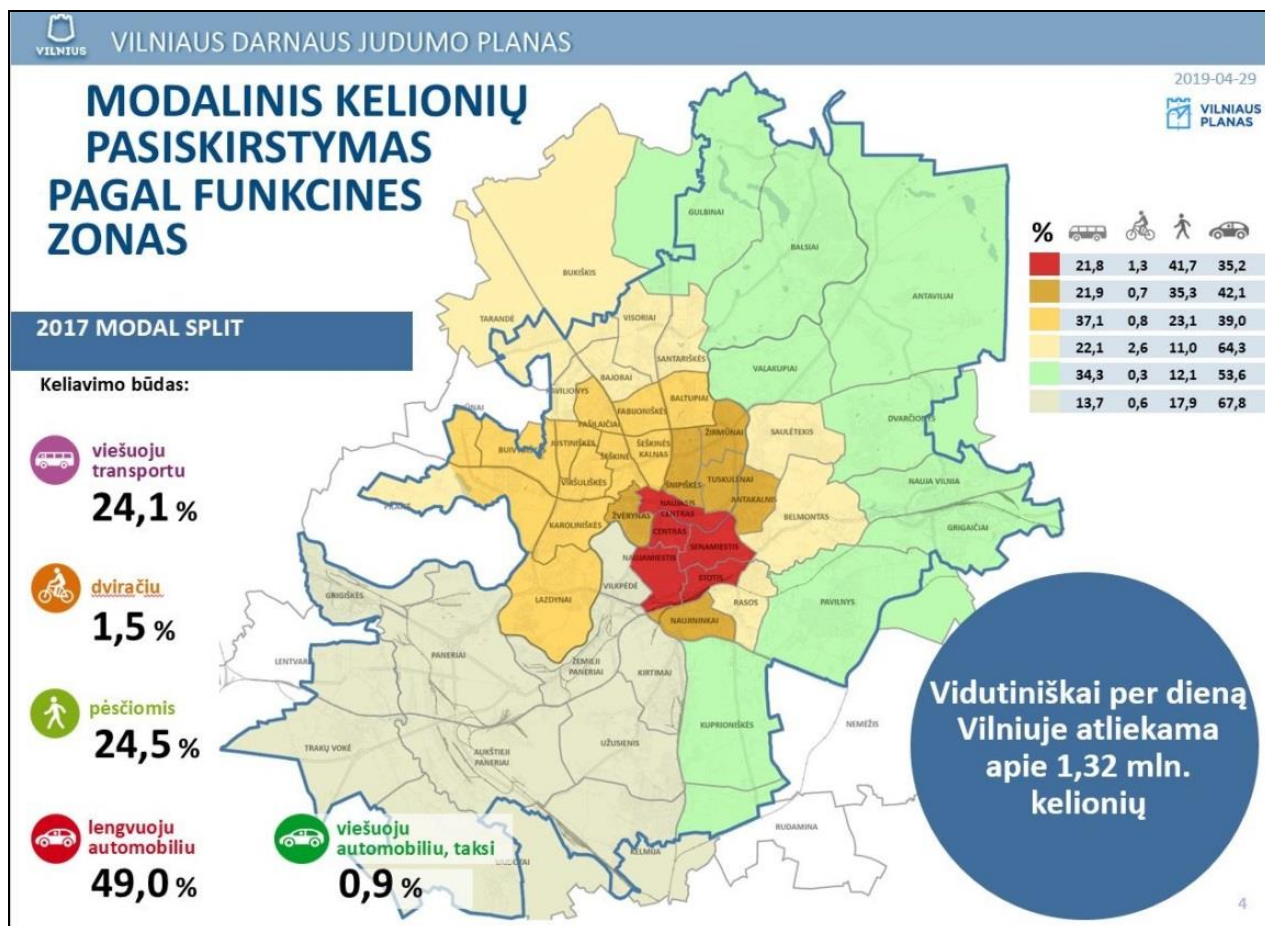 VILNIUS
VILNIAUS DARNAUS JUDUMO PLANAS
2019-04-29
VILNIAUS
PLANAS
MODALINIS KELIONIŲ
PASISKIRSTYMAS
PAGAL FUNKCINES
ZONAS
2017 MODAL SPLIT
Keliavimo būdas:
viešuoju
transportu
24,1 %
dviračiu
1,5 %
pėsčiomis
24,5 %
lengvuoju
automobiliu
49,0 %
viešuoju
automobiliu, taksi
0,9 %
%
21,8 1,3 41,7 35,2
21,9 0,7 35,3 42,1
37,1 0,8 23,1 39,0
22,1 2,6 11,0 64,3
34,3 0,3 12,1 53,6
13,7 0,6 17,9 67,8
GULBINAI
BALSIAI
BUKIŠKIS
ANTAVILIAI
TARANDĖ
VISORIAI
SANTARIŠKĖS
VALAKUPIAI
BAJORAI
BALTUPIAI
FABIJONIŠKĖS
PAŠILAIČIAI
DVARČIONYS
ŽIRMŪNAI
SAULĖTEKIS
JUSTINIŠKĖS
ŠEŠKINĖ
ŠEŠKINĖS
KALNAS
VIRŠULIŠKĖS
ŠNIPIŠKĖS
TUSKULĖNAI
NAUJA VILNIA
ANTAKALNIS
NAUJASIS
CENTRAS
ŽVĖRYNAS
BELMONTAS
KAROLINIŠKĖS
CENTRAS
GRIGAIČIAI
SENAMIESTIS
NAUJAMIESTIS
STOTIS
VILKPĖDĖ
GRIGIŠKĖS
LAZDYNAI
RASOS
PAVILNYS
NAUJININKAI
PANERIAI
ŽEMIEJI
PANERIAI
KIRTIMAI
NEMĖŽIS
KUPRIONIŠKĖS
TRAKŲ VOKĖ
AUKŠTIEJI
PANERIAI
UŽUSIENIS
RUDAMINA
Vidutiniškai per dieną
Vilniuje atliekama
apie 1,32 mln.
kelionių
4